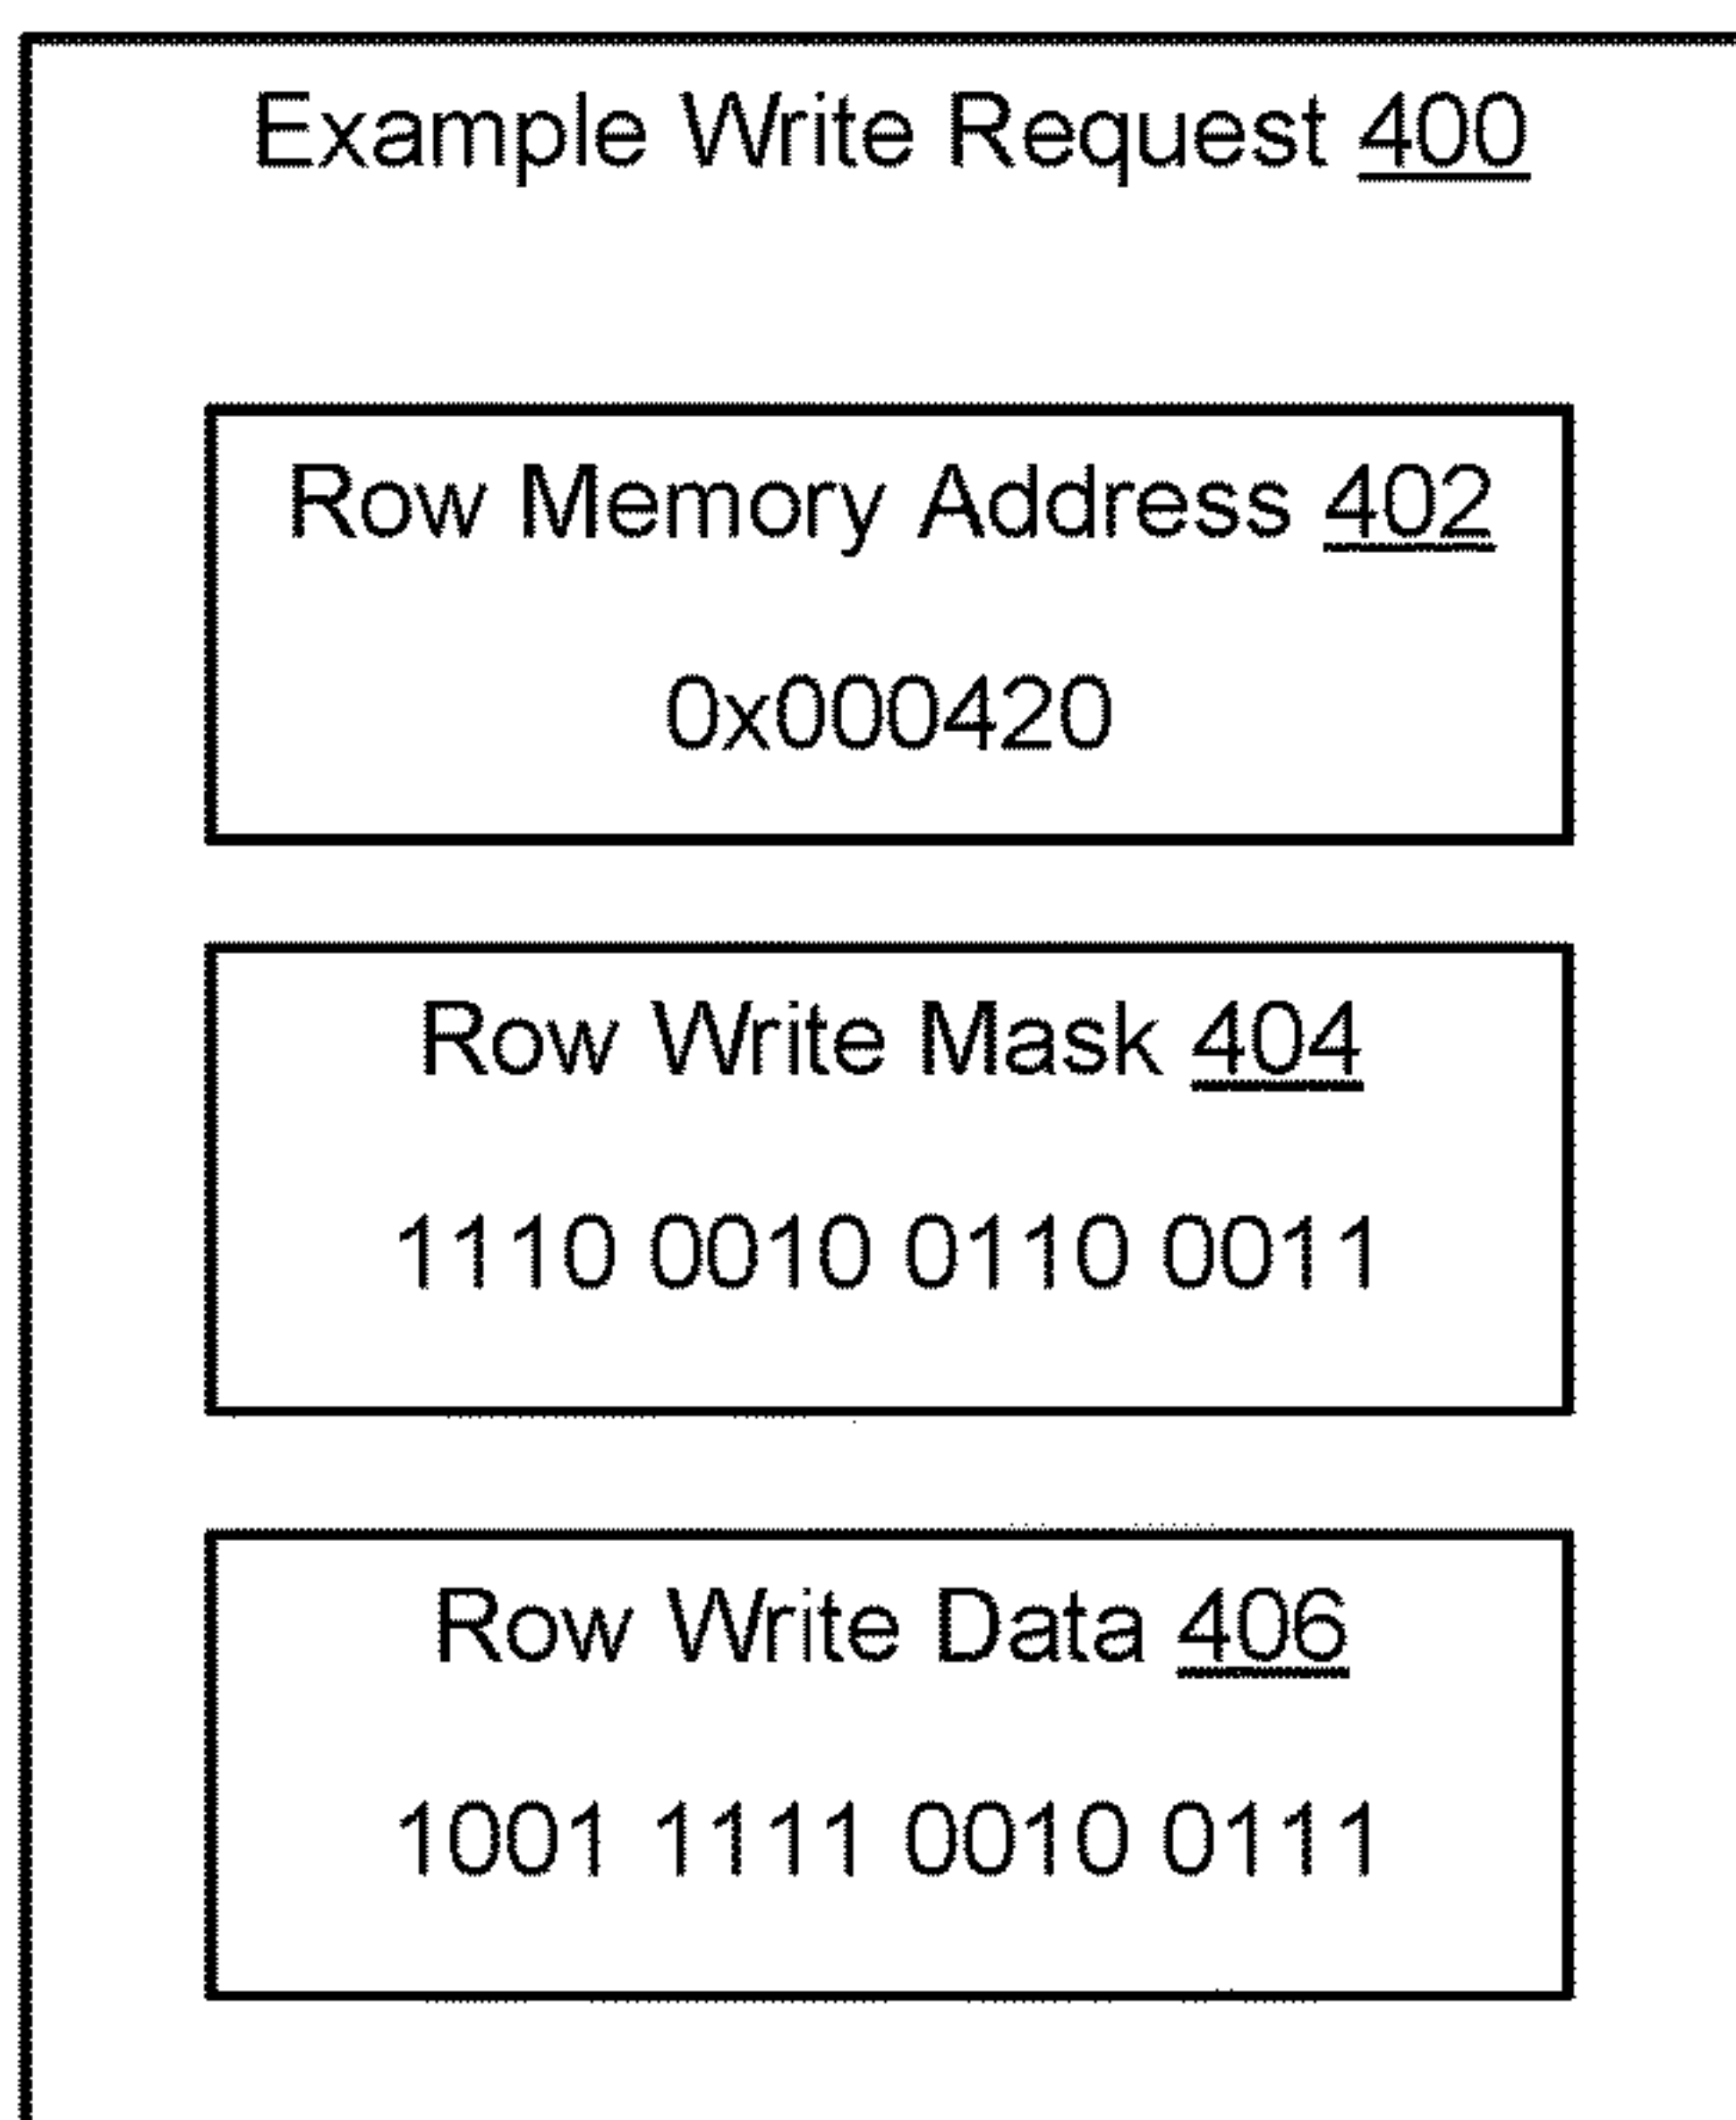 Example Write Request 400
Row Memory Address 402
0x000420
Row Write Mask 404
1110 0010 0110 0011
Row Write Data 406
1001 1111 0010 0111